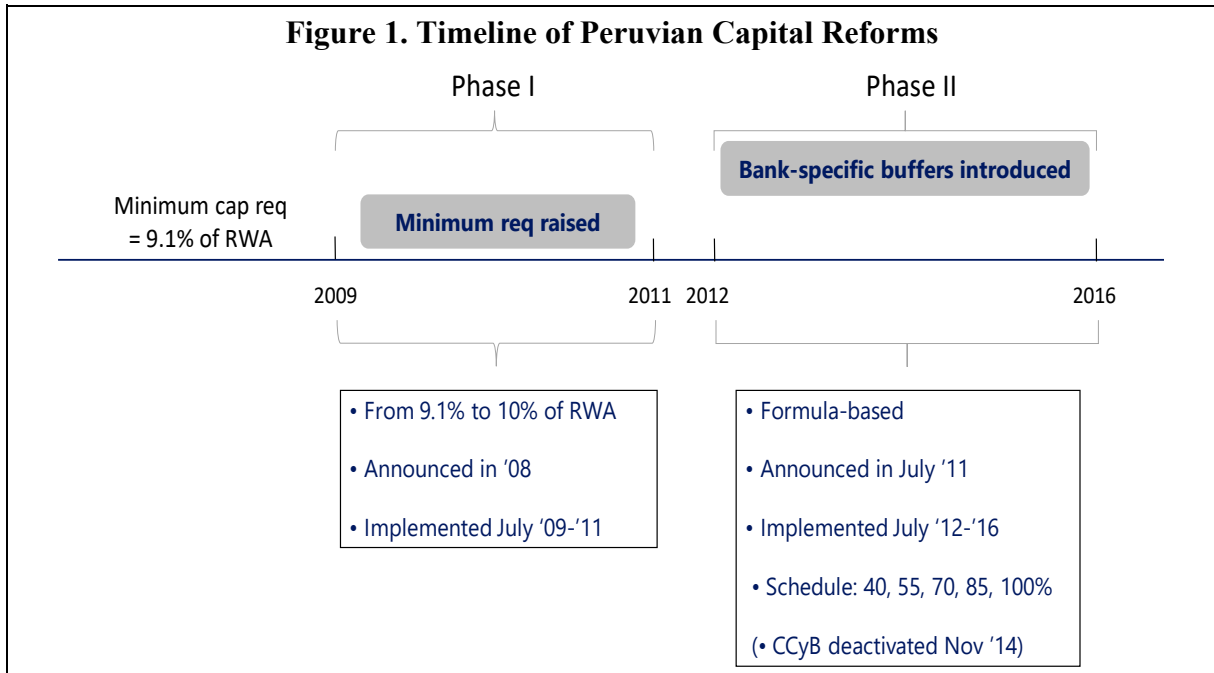 Figure 1. Timeline of Peruvian Capital Reforms
Phase I
Phase II
Bank-specific buffers introduced
Minimum cap req
= 9.1% of RWA
Minimum req raised
2009
2011
2012
2016
• From 9.1% to 10% of RWA
• Announced in ’08
• Implemented July ’09-’11
• Formula-based
• Announced in July ’11
• Implemented July ’12-’16
• Schedule: 40, 55, 70, 85, 100%
(• CCyB deactivated Nov ’14)